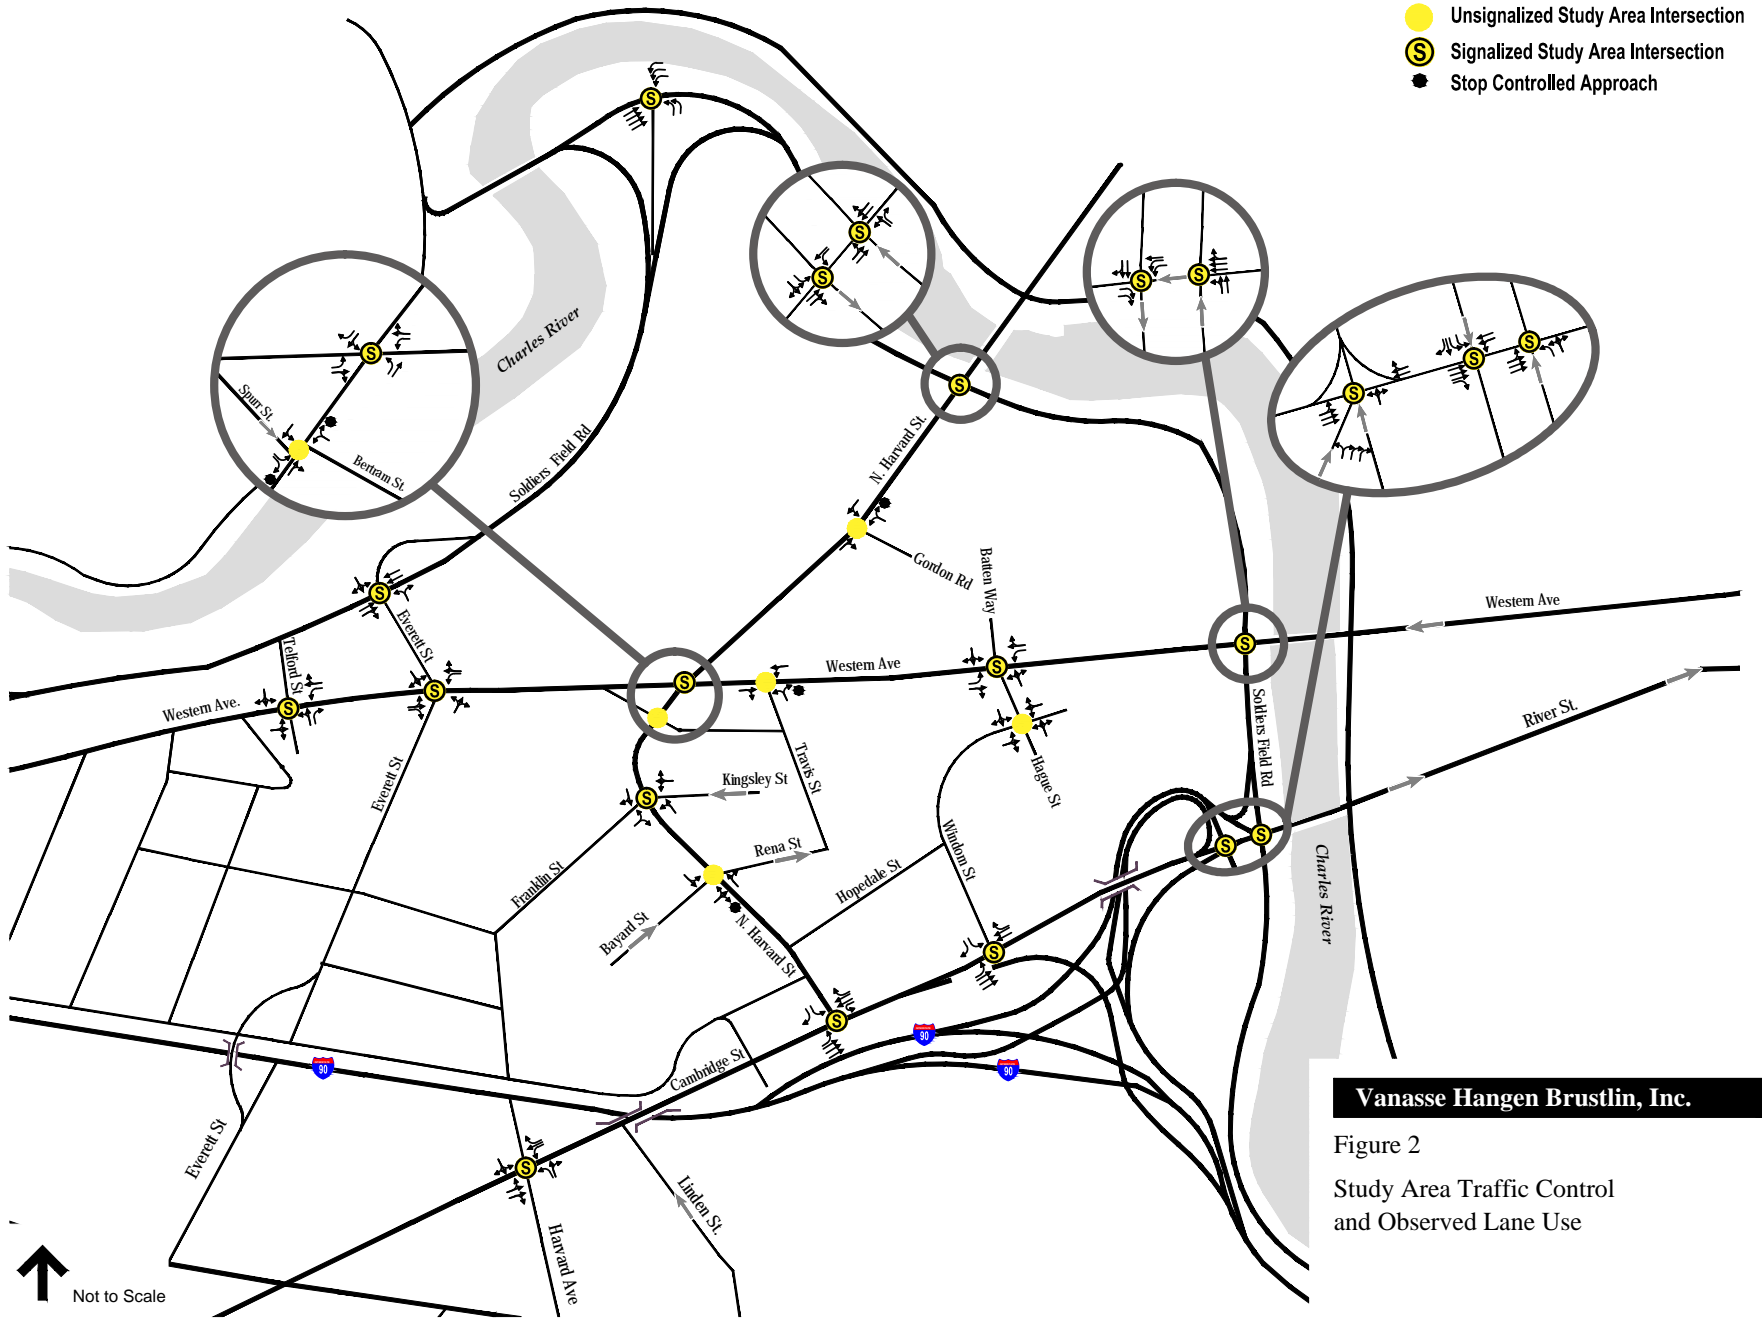 Unsignalized Study Area Intersection
S Signalized Study Area Intersection
Stop Controlled Approach
S
S
S
S
S
S
S
S
S
S
S
Charles River
Spurr St.
Bertram St.
Soldiers Field Rd
N. Harvard St.
Gordon Rd
Batten Way
Western Ave
S
Everett St
Telford St
Western Ave.
S
S
S
Western Ave
S
S
Travis St
Kingsley St
S
Everett St
Hague St
Soldiers Field Rd
River St.
Rena St
Franklin St
Bayard St
N. Harvard St
Hopedale St
Windom St
S
S
Charles River
S
S
90
90
90
Cambridge St
Everett St
S
Linden St.
Harvard Ave
Not to Scale
Vanasse Hangen Brustlin, Inc.
Figure 2
Study Area Traffic Control
and Observed Lane Use